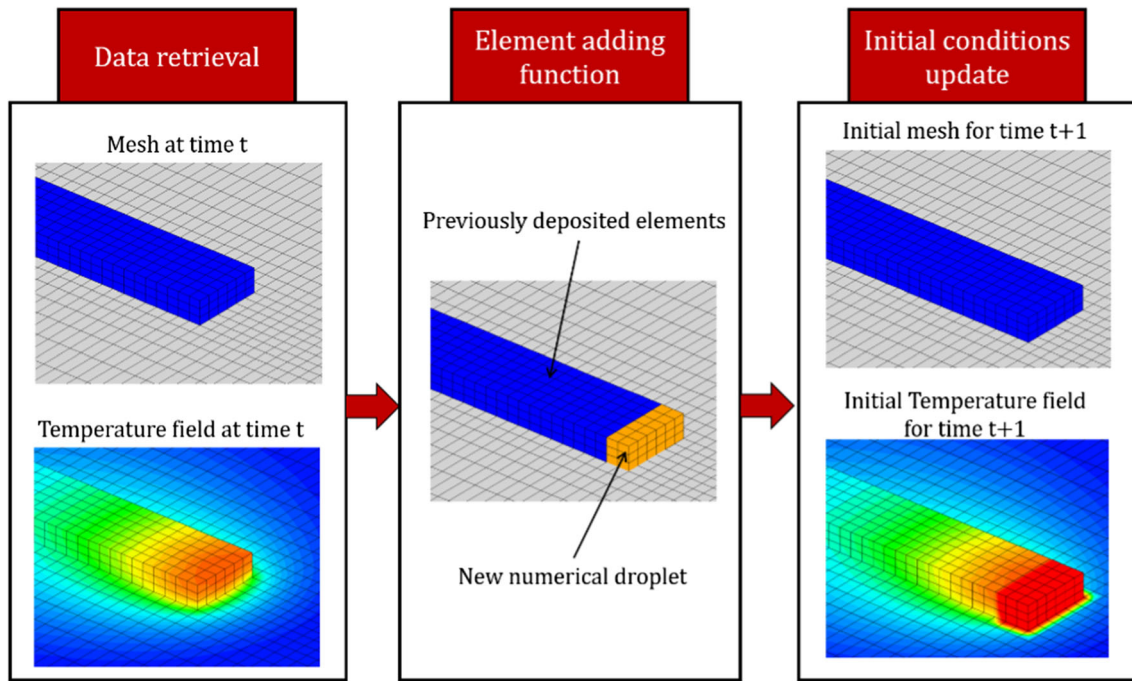 Data retrieval
Mesh at time t
Temperature field at time t
Element adding
function
Previously deposited elements
New numerical droplet
Initial conditions
update
Initial mesh for time t+1
Initial Temperature field
for time t+1